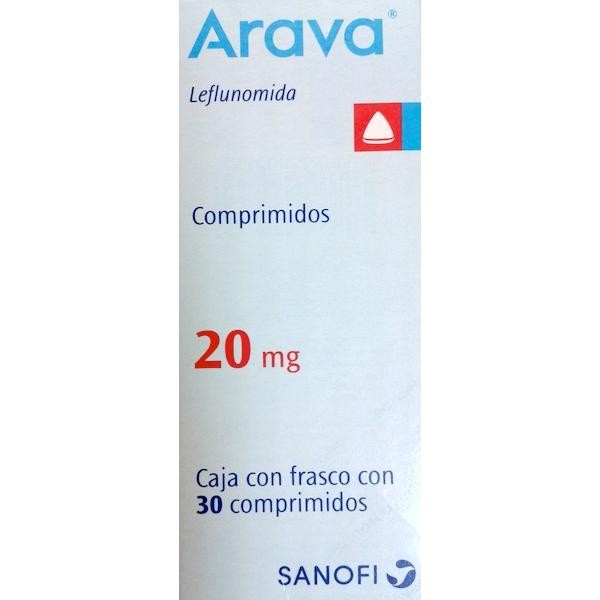 Arava®
Leflunomida
Comprimidos
20 mg
Caja con frasco con
30 comprimidos
SANOFI